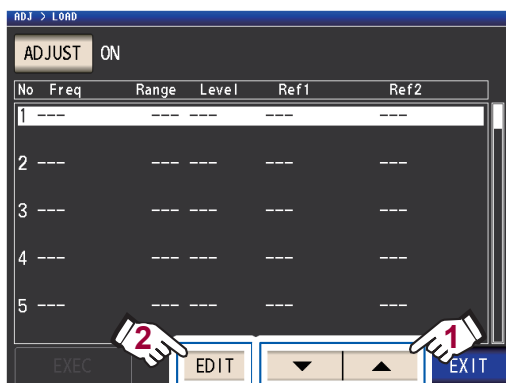 ADJ > LOAD
ADJUST ON
No Freq Range Level Ref1 Ref2
1 --- --- --- --- ---
2 --- --- --- --- ---
3 --- --- --- --- ---
4 --- --- --- --- ---
5 --- --- --- --- ---
2 1
EXEC EDIT ▼ ▲ EXIT